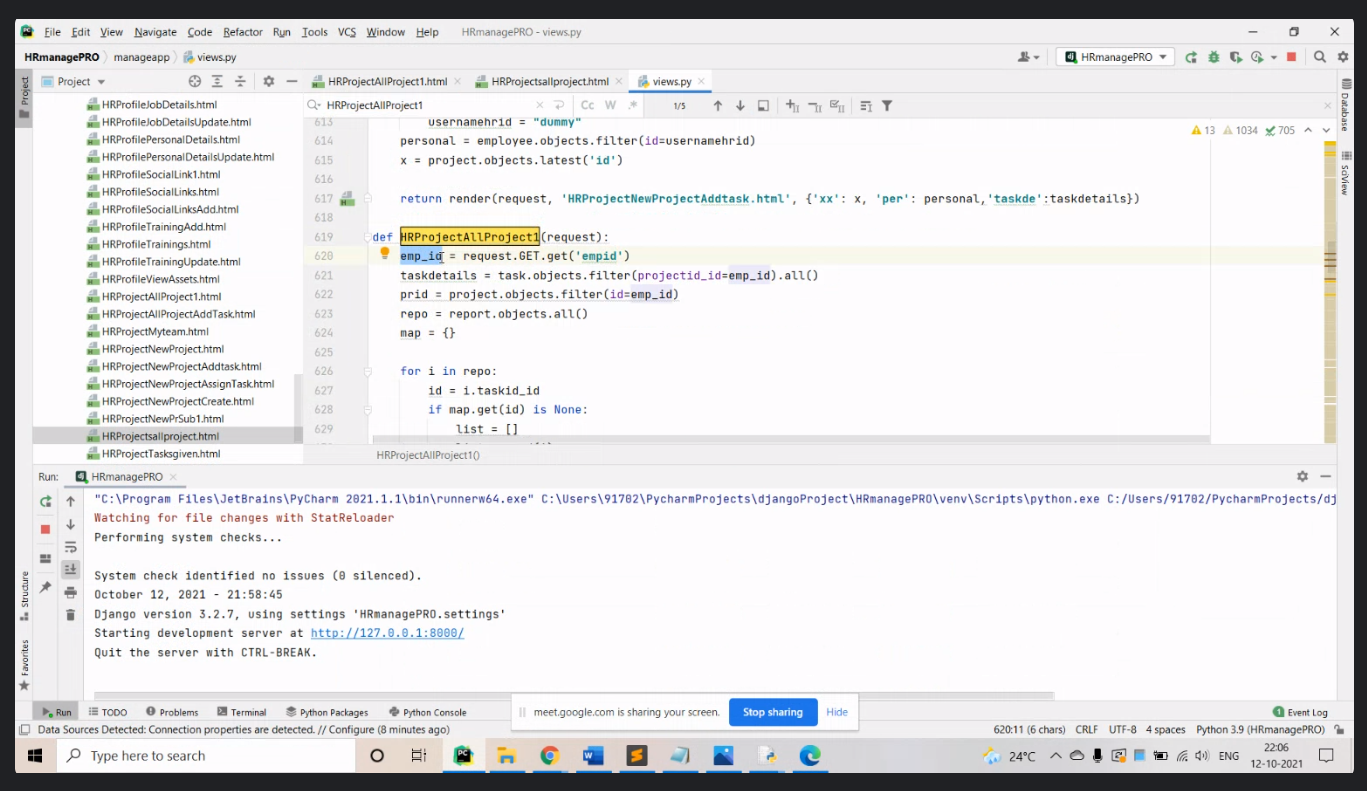 File Edit View Navigate Code Refactor Run Tools VCS Window Help HRmanagePRO - views.py
HRmanagePRO manageapp views.py HRmanagePRO
Project
Project HRProjectAllProject1.html HRProjectsallproject.html views.py
HRProfileJobDetails.html
HRProfileJobDetailsUpdate.html
HRProfilePersonalDetails.html
HRProfilePersonalDetailsUpdate.html
HRProfileSocialLink1.html
HRProfileSocialLinks.html
HRProfileSocialLinksAdd.html
HRProfileTrainingAdd.html
HRProfileTrainings.html
HRProfileTrainingUpdate.html
HRProfileViewAssets.html
HRProjectAllProject1.html
HRProjectAllProjectAddTask.html
HRProjectMyteam.html
HRProjectNewProject.html
HRProjectNewProjectAddtask.html
HRProjectNewProjectAssignTask.html
HRProjectNewProjectCreate.html
HRProjectNewPrSub1.html
HRProjectsallproject.html
HRProjectTasksgiven.html
HRProjectAllProject1 Cc W .* 1/5
13 1034 705
613 usernamehrid = "dummy"
614 personal = employee.objects.filter(id=usernamehrid)
615 x = project.objects.latest('id')
616
617 return render(request, 'HRProjectNewProjectAddtask.html', {'xx': x, 'per': personal,'taskde':taskdetails})
618
619 def HRProjectAllProject1(request):
620 emp_id = request.GET.get('empid')
621 taskdetails = task.objects.filter(projectid_id=emp_id).all()
622 prid = project.objects.filter(id=emp_id)
623 repo = report.objects.all()
624 map = {}
625
626 for i in repo:
627 id = i.taskid_id
628 if map.get(id) is None:
629 list = []
HRProjectAllProject1()
Database
SciView
Run: HRmanagePRO
"C:\Program Files\JetBrains\PyCharm 2021.1.1\bin\runnerw64.exe" C:\Users\91702\PycharmProjects\djangoProject\HRmanagePRO\venv\Scripts\python.exe C:/Users/91702/PycharmProjects/dj
Watching for file changes with StatReloader
Performing system checks...
System check identified no issues (0 silenced).
October 12, 2021 - 21:58:45
Django version 3.2.7, using settings 'HRmanagePRO.settings'
Starting development server at http://127.0.0.1:8000/
Quit the server with CTRL-BREAK.
Structure
Favorites
Run TODO Problems Terminal Python Packages Python Console Event Log
meet.google.com is sharing your screen. Stop sharing Hide
Data Sources Detected: Connection properties are detected. // Configure (8 minutes ago) 620:11 (6 chars) CRLF UTF-8 4 spaces Python 3.9 (HRmanagePRO)
Type here to search 24°C ENG 22:06
12-10-2021